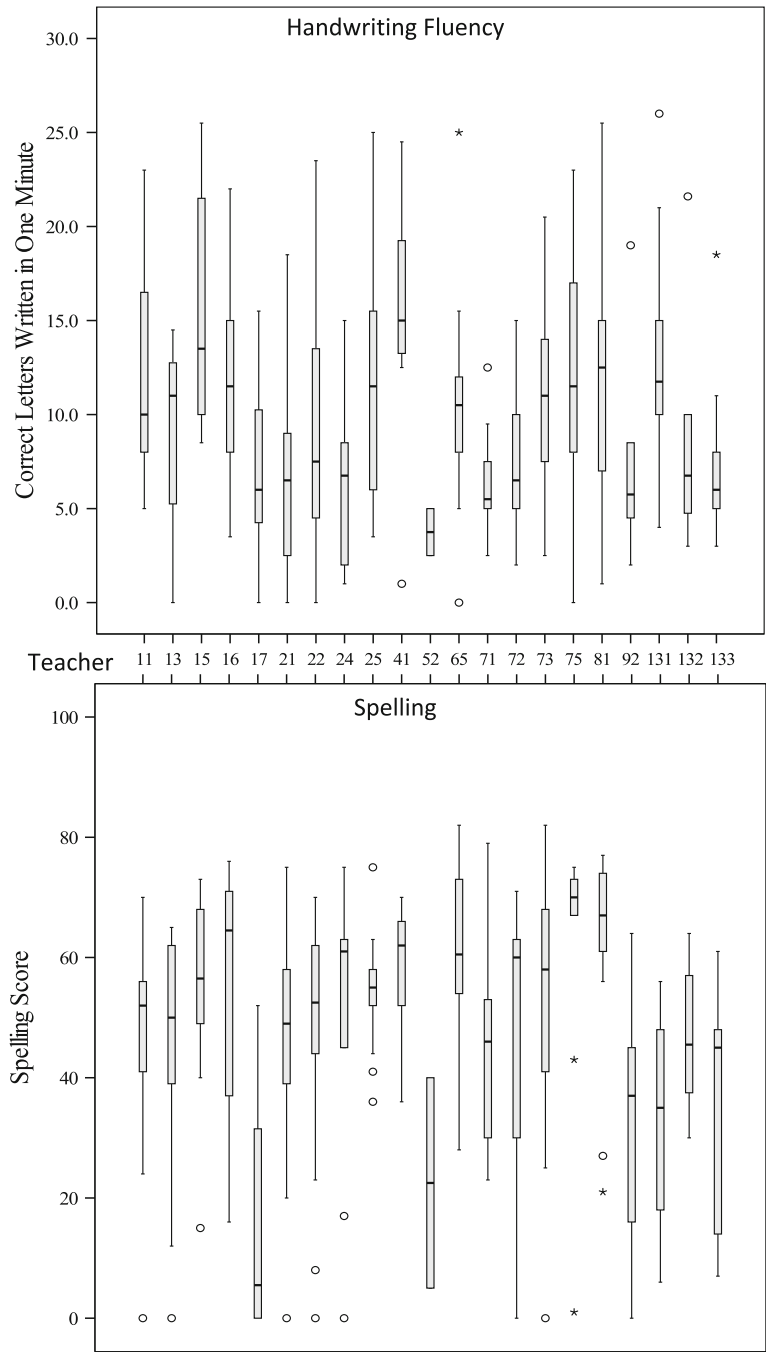 Handwriting Fluency
Correct Letters Written in One Minute
30.0
25.0
20.0
15.0
10.0
5.0
0.0
Teacher 11 13 15 16 17 21 22 24 25 41 52 65 71 72 73 75 81 92 131 132 133
Spelling
Spelling Score
100
80
60
40
20
0